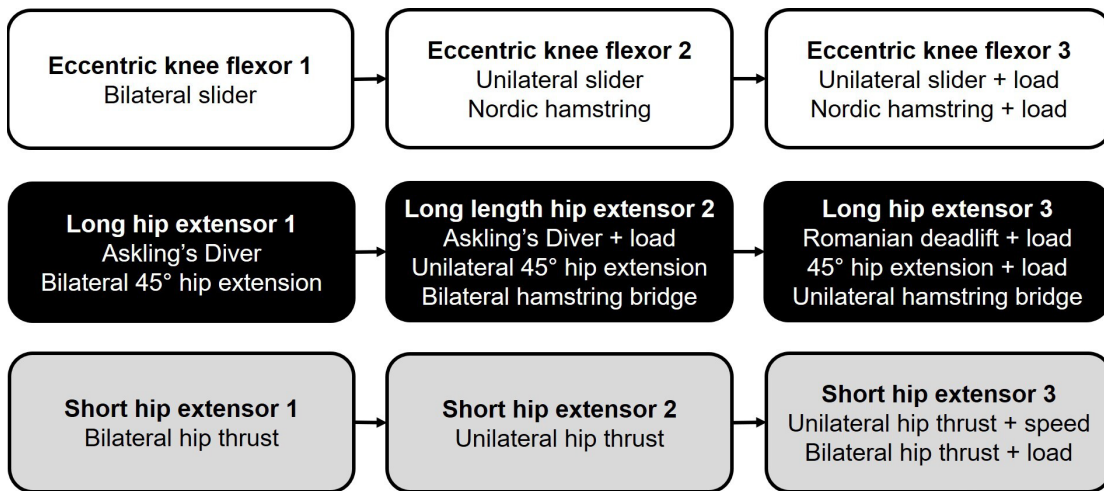 Eccentric knee flexor 1
Bilateral slider
Eccentric knee flexor 2
Unilateral slider
Nordic hamstring
Eccentric knee flexor 3
Unilateral slider + load
Nordic hamstring + load
Long hip extensor 1
Askling's Diver
Bilateral 45° hip extension
Long length hip extensor 2
Askling's Diver + load
Unilateral 45° hip extension
Bilateral hamstring bridge
Long hip extensor 3
Romanian deadlift + load
45° hip extension + load
Unilateral hamstring bridge
Short hip extensor 1
Bilateral hip thrust
Short hip extensor 2
Unilateral hip thrust
Short hip extensor 3
Unilateral hip thrust + speed
Bilateral hip thrust + load